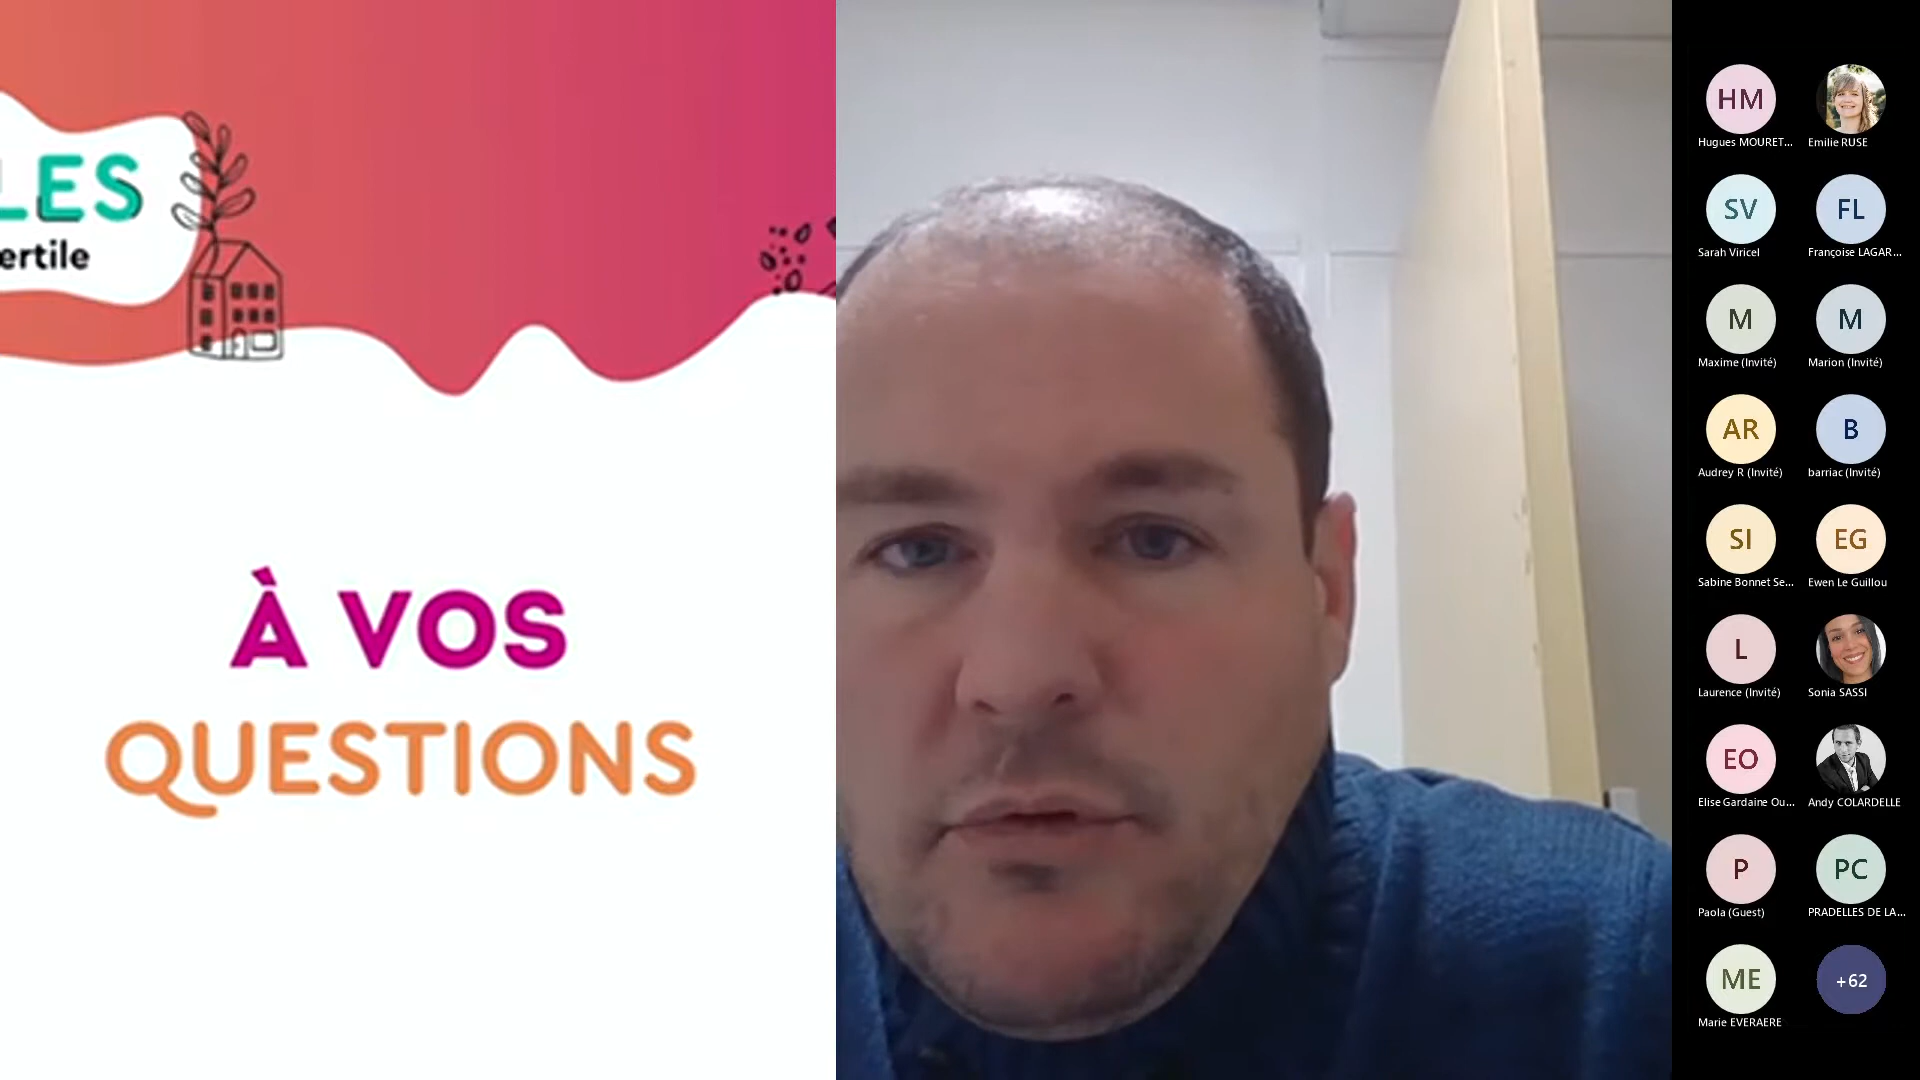 LES
ertile
À VOS
QUESTIONS
HM
Hugues MOURET...
Emilie RUSE
SV
FL
Sarah Viricel
Françoise LAGAR...
M
M
Maxime (Invité)
Marion (Invité)
AR
B
Audrey R (Invité)
barriac (Invité)
SI
EG
Sabine Bonnet Se...
Ewen Le Guillou
L
Laurence (Invité)
Sonia SASSI
EO
Elise Gardaine Ou...
Andy COLARDELLE
P
PC
Paola (Guest)
PRADELLES DE LA...
ME
+62
Marie EVERAERE